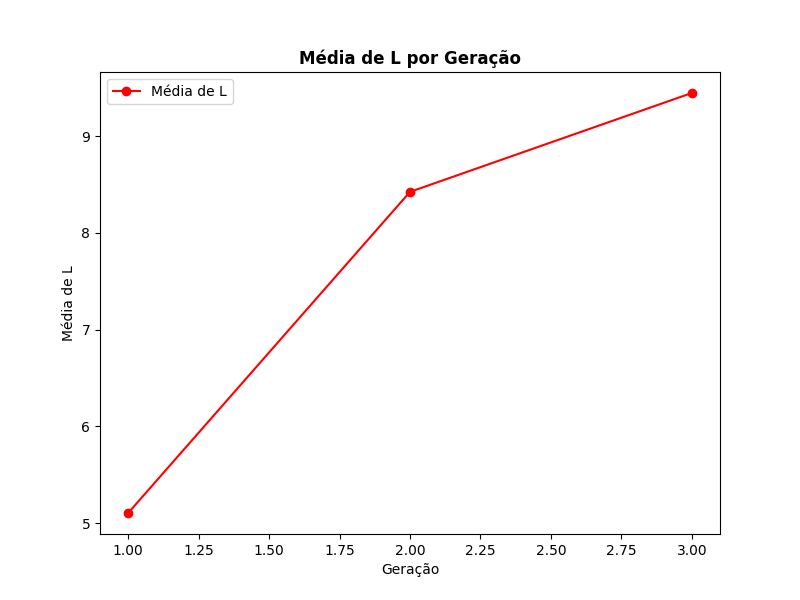 Média de L por Geração
Média de L
9
8
7
6
5
Média de L
1.00 1.25 1.50 1.75 2.00 2.25 2.50 2.75 3.00
Geração